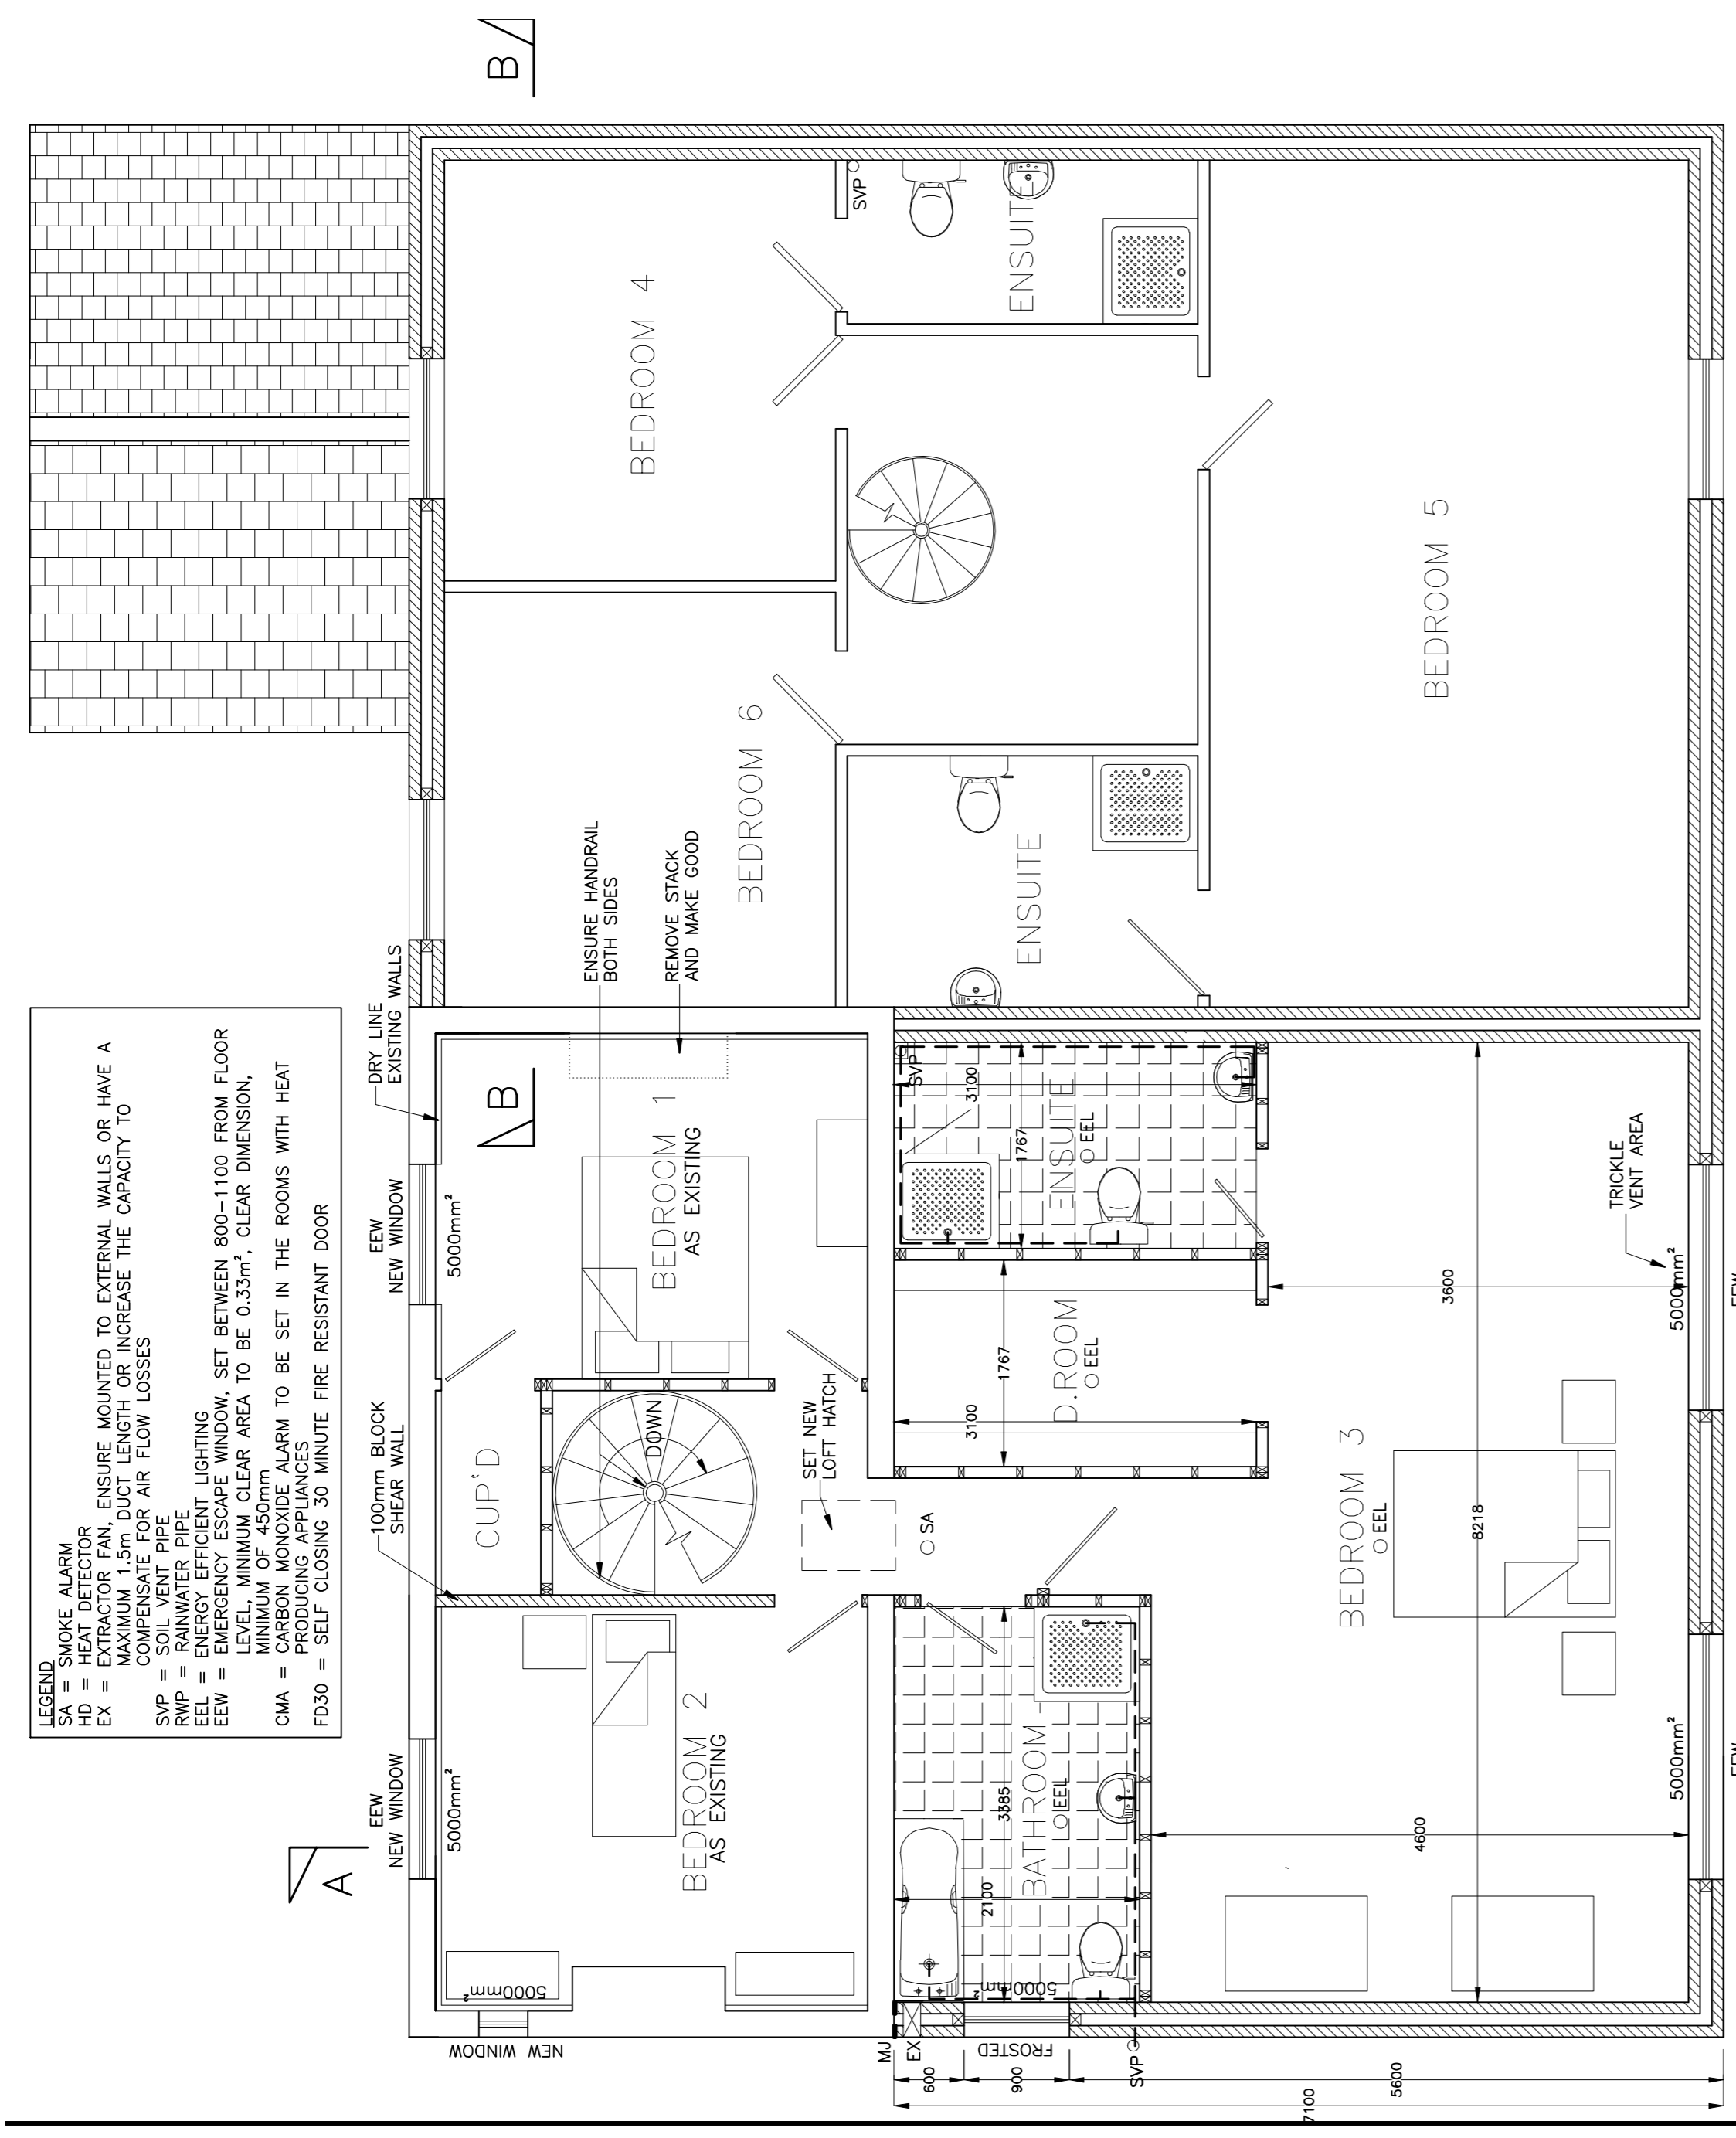 LEGEND
SA = SMOKE ALARM
HD = HEAT DETECTOR
EX = EXTRACTOR FAN, ENSURE MOUNTED TO EXTERNAL WALLS OR HAVE A
MAXIMUM 1.5m DUCT LENGTH OR INCREASE THE CAPACITY TO
COMPENSATE FOR AIR FLOW LOSSES
SVP = SOIL VENT PIPE
RWP = RAINWATER PIPE
EEL = ENERGY EFFICIENT LIGHTING
EEW = EMERGENCY ESCAPE WINDOW, SET BETWEEN 800-1100 FROM FLOOR
LEVEL, MINIMUM CLEAR AREA TO BE 0.33m², CLEAR DIMENSION,
MINIMUM OF 450mm
CMA = CARBON MONOXIDE ALARM TO BE SET IN THE ROOMS WITH HEAT
PRODUCING APPLIANCES
FD30 = SELF CLOSING 30 MINUTE FIRE RESISTANT DOOR
A
B
B
EEW
NEW WINDOW
5000mm²
100mm BLOCK
SHEAR WALL
EEW
NEW WINDOW
5000mm²
DRY LINE
EXISTING WALLS
NEW WINDOW
5000mm²
BEDROOM 2
AS EXISTING
CUP'D
DOWN
BEDROOM 1
AS EXISTING
ENSURE HANDRAIL
BOTH SIDES
REMOVE STACK
AND MAKE GOOD
BEDROOM 6
BEDROOM 4
SET NEW
LOFT HATCH
SA
MJ
EX
FROSTED
5000mm²
SVP
600
900
5600
7100
2100
3385
BATHROOM
EEL
3100
1767
D.ROOM
EEL
SVP
3100
1767
ENSUITE
EEL
ENSUITE
SVP
ENSUITE
BEDROOM 3
EEL
4600
8218
3600
BEDROOM 5
5000mm²
EEW
5000mm²
EEW
TRICKLE
VENT AREA